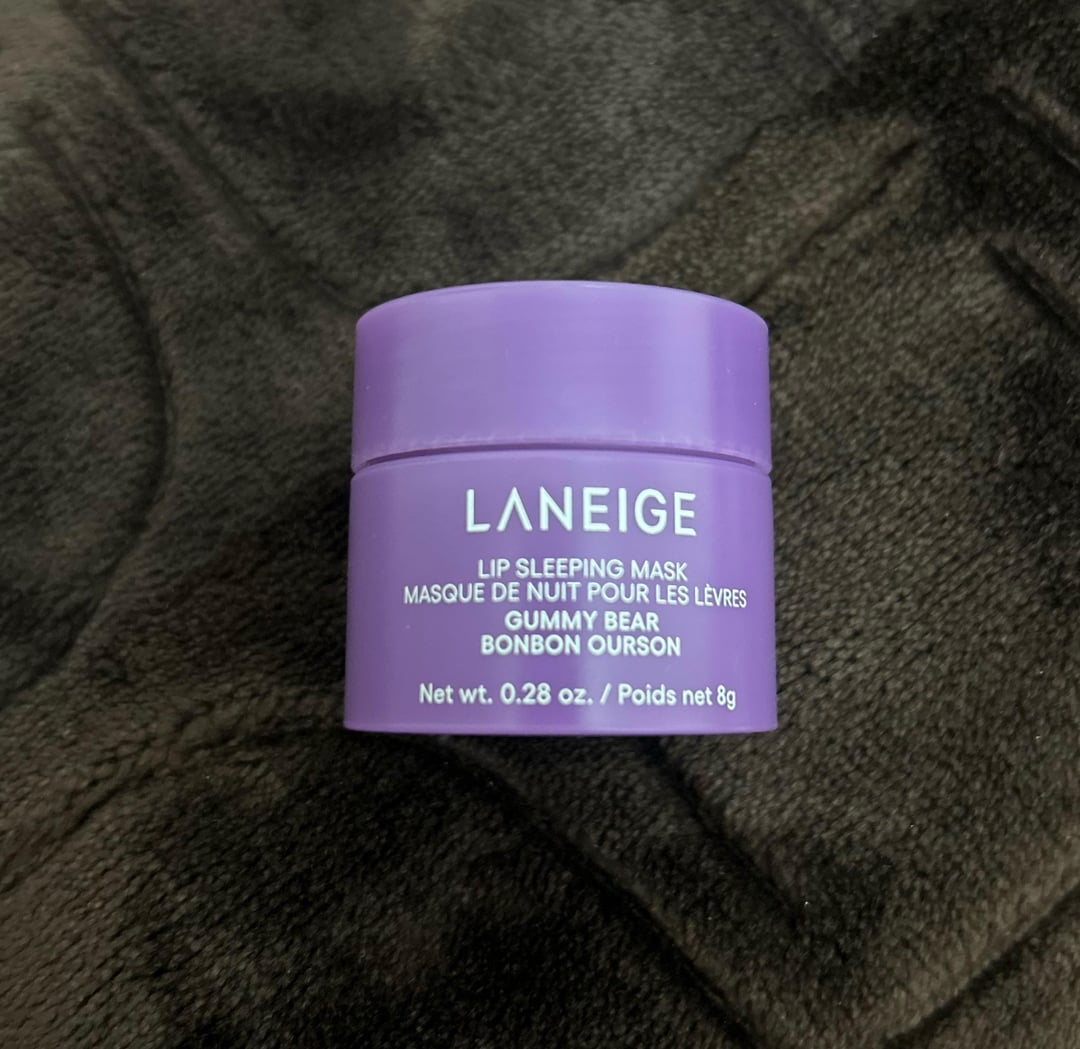 LANEIGE
LIP SLEEPING MASK
MASQUE DE NUIT POUR LES LÈVRES
GUMMY BEAR
BONBON OURSON
Net wt. 0.28 oz. / Poids net 8g